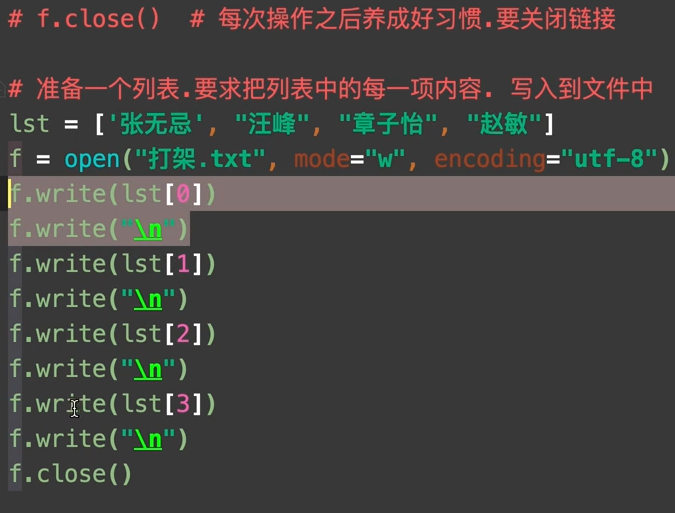 # f.close()  # 每次操作之后养成好习惯.要关闭链接
# 准备一个列表.要求把列表中的每一项内容. 写入到文件中
lst = ['张无忌', "汪峰", "章子怡", "赵敏"]
f = open("打架.txt", mode="w", encoding="utf-8")
f.write(lst[0])
f.write("\n")
f.write(lst[1])
f.write("\n")
f.write(lst[2])
f.write("\n")
f.write(lst[3])
f.write("\n")
f.close()